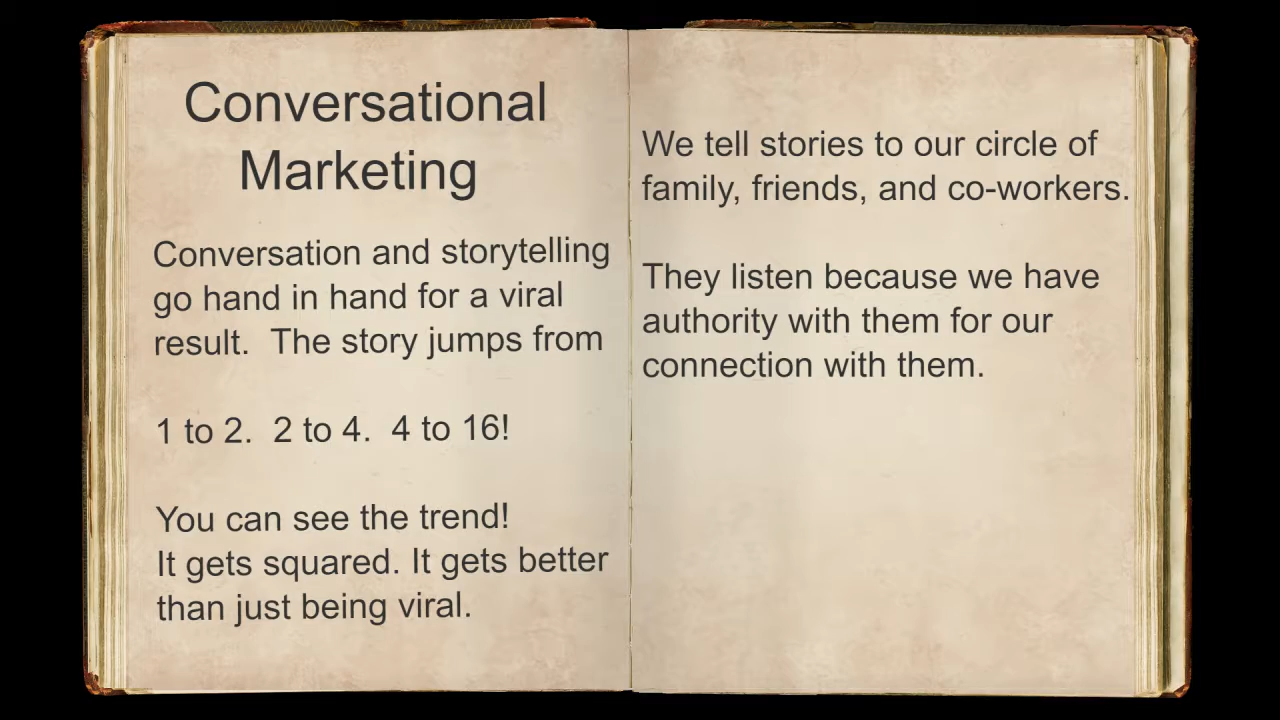 Conversational
Marketing
Conversation and storytelling
go hand in hand for a viral
result.  The story jumps from
1 to 2.  2 to 4.  4 to 16!
You can see the trend!
It gets squared. It gets better
than just being viral.
We tell stories to our circle of
family, friends, and co-workers.
They listen because we have
authority with them for our
connection with them.